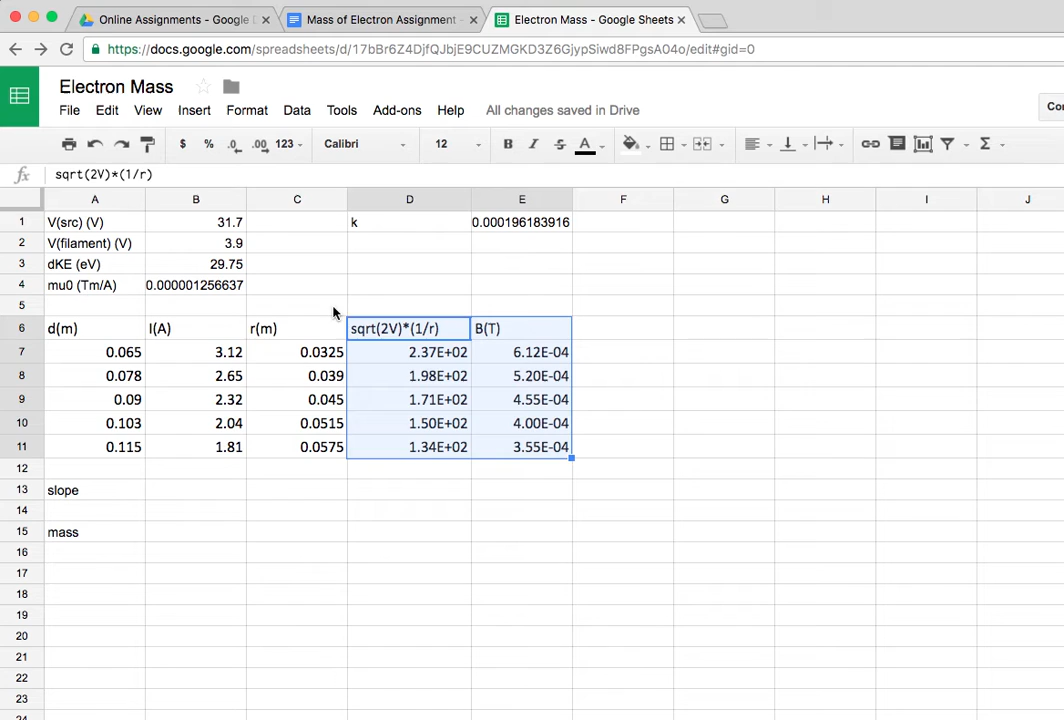 Online Assignments - Google D
Mass of Electron Assignment -
Electron Mass - Google Sheets
https://docs.google.com/spreadsheets/d/17bBr6Z4DjfQJbjE9CUZMGKD3Z6GjypSiwd8FPgsA04o/edit#gid=0
Electron Mass
File Edit View Insert Format Data Tools Add-ons Help All changes saved in Drive
$ % .0 .00 123 Calibri 12 B I S A Σ
fx sqrt(2V)*(1/r)
A B C D E F G H I J
1 V(src) (V) 31.7 k 0.000196183916
2 V(filament) (V) 3.9
3 dKE (eV) 29.75
4 mu0 (Tm/A) 0.000001256637
5
6 d(m) I(A) r(m) sqrt(2V)*(1/r) B(T)
7 0.065 3.12 0.0325 2.37E+02 6.12E-04
8 0.078 2.65 0.039 1.98E+02 5.20E-04
9 0.09 2.32 0.045 1.71E+02 4.55E-04
10 0.103 2.04 0.0515 1.50E+02 4.00E-04
11 0.115 1.81 0.0575 1.34E+02 3.55E-04
12
13 slope
14
15 mass
16
17
18
19
20
21
22
23
24